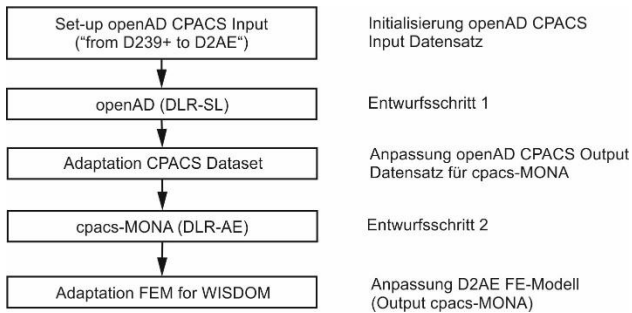 Set-up openAD CPACS Input
("from D239+ to D2AE“)
Initialisierung openAD CPACS
Input Datensatz
openAD (DLR-SL)
Entwurfsschritt 1
Adaptation CPACS Dataset
Anpassung openAD CPACS Output
Datensatz für cpacs-MONA
cpacs-MONA (DLR-AE)
Entwurfsschritt 2
Adaptation FEM for WISDOM
Anpassung D2AE FE-Modell
(Output cpacs-MONA)